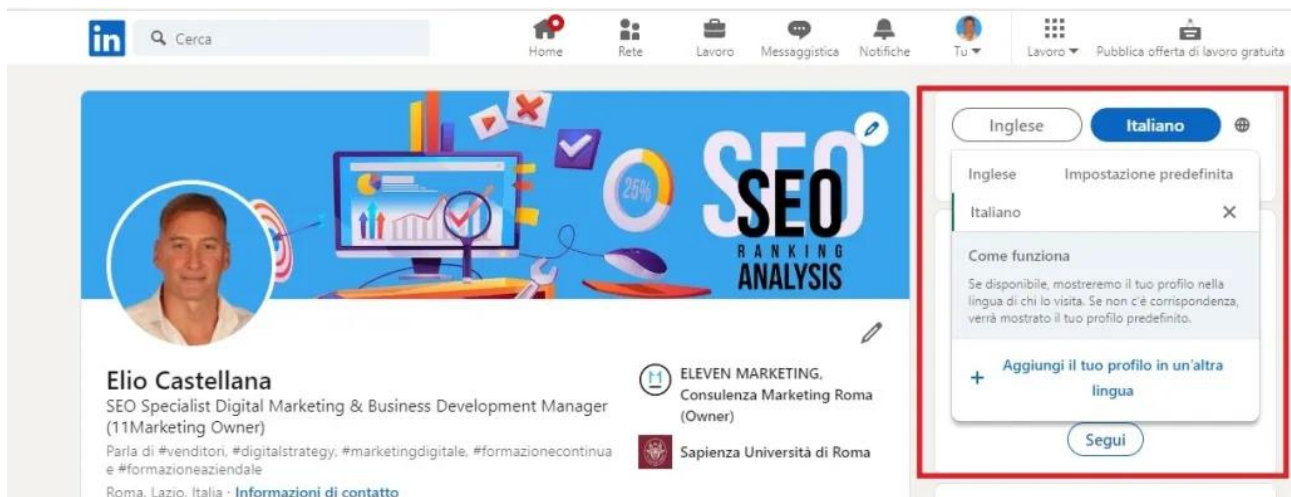 in
Cerca
Home
Rete
Lavoro
Messaggistica
Notifiche
Tu
Lavoro
Pubblica offerta di lavoro gratuita
25%
SEO
SEO
RANKING
ANALYSIS
Elio Castellana
SEO Specialist Digital Marketing & Business Development Manager
(11Marketing Owner)
Parla di #venditori, #digitalstrategy, #marketingdigitale, #formazionecontinua
e #formazioneaziendale
Roma, Lazio, Italia · Informazioni di contatto
ELEVEN MARKETING,
Consulenza Marketing Roma
(Owner)
Sapienza Università di Roma
Inglese
Italiano
Inglese Impostazione predefinita
Italiano
Come funziona
Se disponibile, mostreremo il tuo profilo nella
lingua di chi lo visita. Se non c'è corrispondenza,
verrà mostrato il tuo profilo predefinito.
+ Aggiungi il tuo profilo in un'altra
lingua
Segui